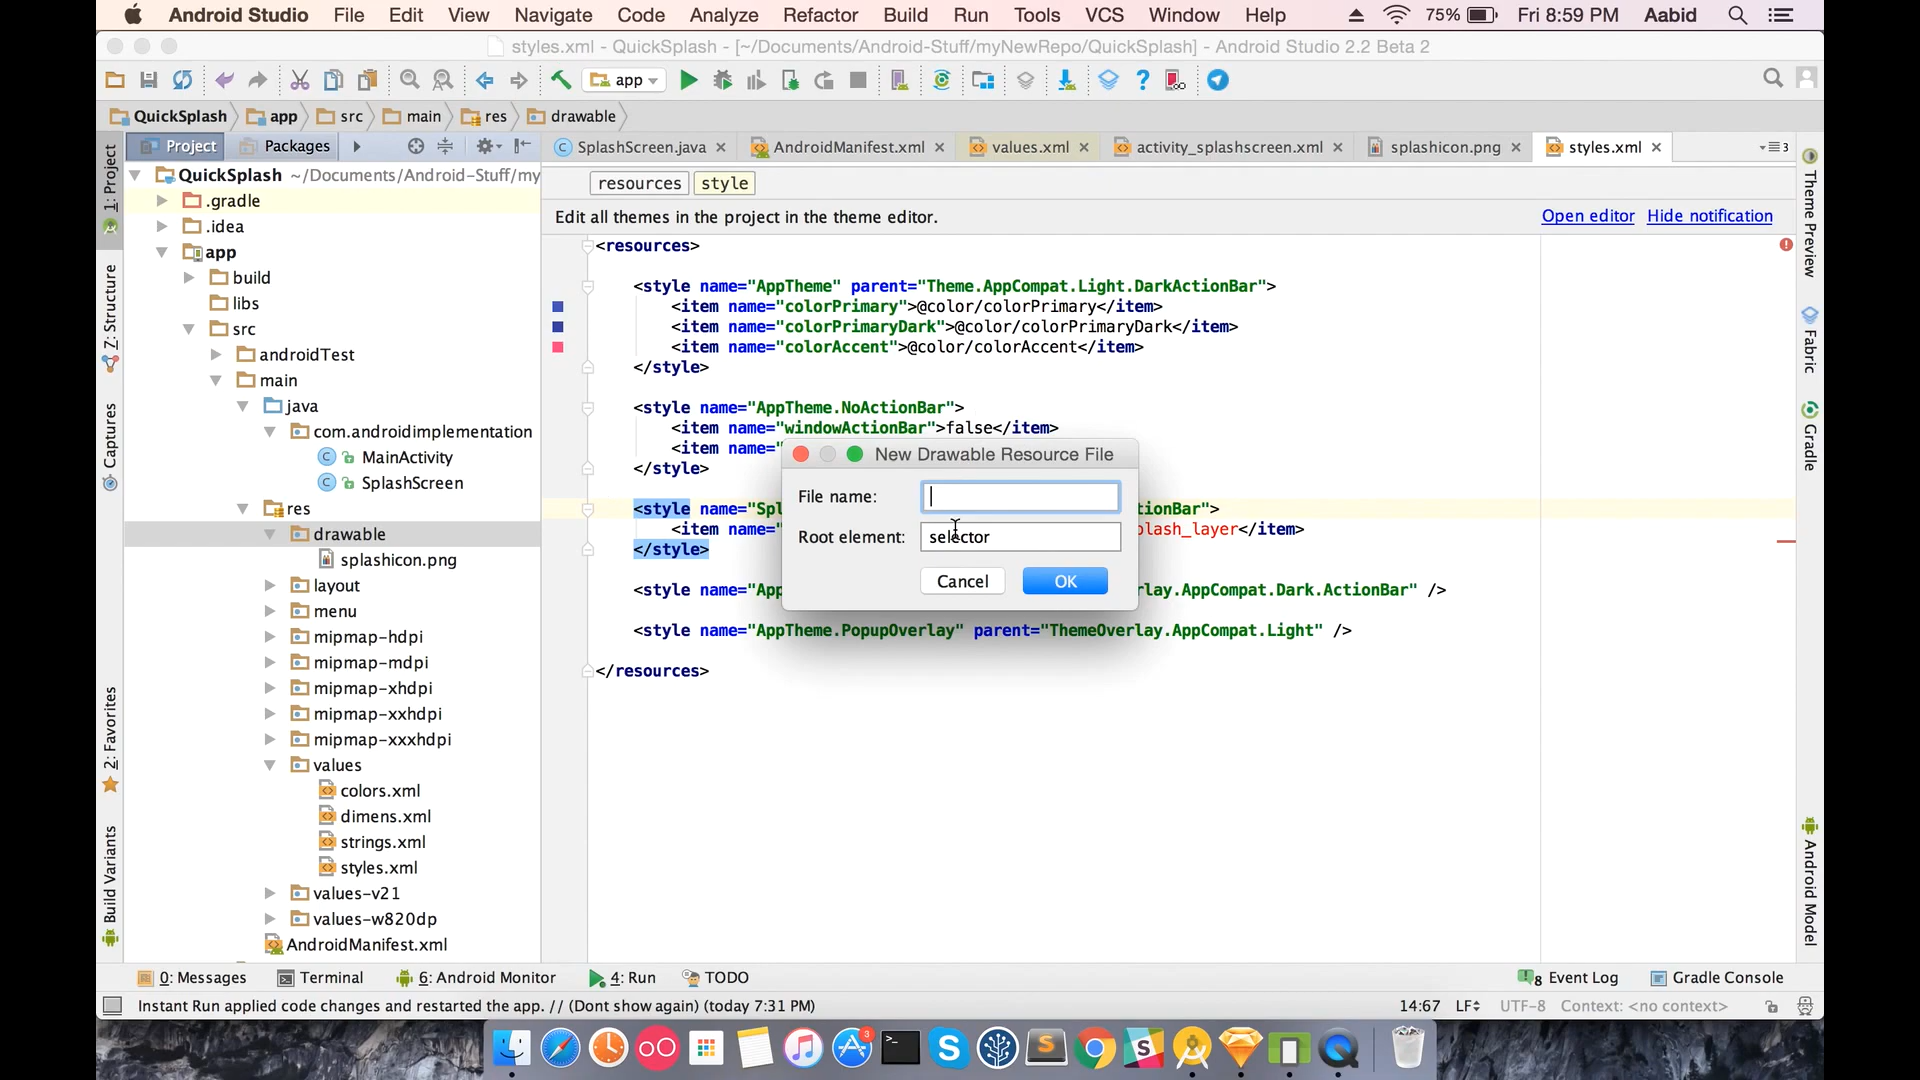 Android Studio File Edit View Navigate Code Analyze Refactor Build Run Tools VCS Window Help 75% Fri 8:59 PM Aabid
styles.xml - QuickSplash - [~/Documents/Android-Stuff/myNewRepo/QuickSplash] - Android Studio 2.2 Beta 2
app
QuickSplash app src main res drawable
Project Packages SplashScreen.java AndroidManifest.xml values.xml activity_splashscreen.xml splashicon.png styles.xml 3
1: Project
Z: Structure
Captures
2: Favorites
Build Variants
QuickSplash ~/Documents/Android-Stuff/my
.gradle
.idea
app
build
libs
src
androidTest
main
java
com.androidimplementation
MainActivity
SplashScreen
res
drawable
splashicon.png
layout
menu
mipmap-hdpi
mipmap-mdpi
mipmap-xhdpi
mipmap-xxhdpi
mipmap-xxxhdpi
values
colors.xml
dimens.xml
strings.xml
styles.xml
values-v21
values-w820dp
AndroidManifest.xml
resources style
Edit all themes in the project in the theme editor. Open editor Hide notification
<resources>
<style name="AppTheme" parent="Theme.AppCompat.Light.DarkActionBar">
<item name="colorPrimary">@color/colorPrimary</item>
<item name="colorPrimaryDark">@color/colorPrimaryDark</item>
<item name="colorAccent">@color/colorAccent</item>
</style>
<style name="AppTheme.NoActionBar">
<item name="windowActionBar">false</item>
<item name="
</style>
<style name="Spl ionBar">
<item name=" plash_layer</item>
</style>
<style name="App lay.AppCompat.Dark.ActionBar" />
<style name="AppTheme.PopupOverlay" parent="ThemeOverlay.AppCompat.Light" />
</resources>
New Drawable Resource File
File name:
Root element: selector
Cancel OK
Theme Preview
Fabric
Gradle
Android Model
0: Messages Terminal 6: Android Monitor 4: Run TODO 8 Event Log Gradle Console
Instant Run applied code changes and restarted the app. // (Dont show again) (today 7:31 PM) 14:67 LF UTF-8 Context: <no context>
3